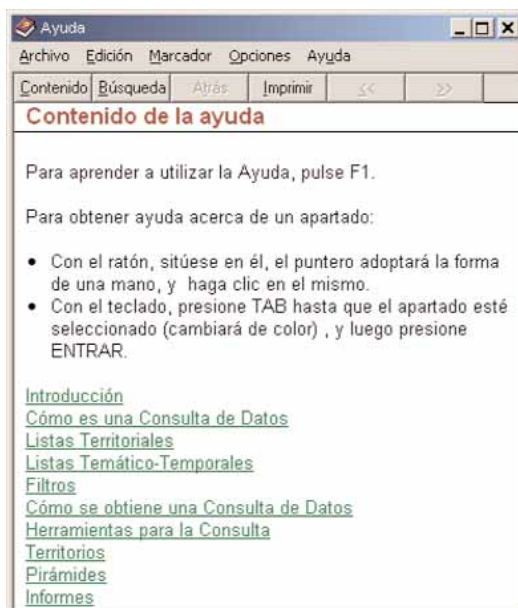 Ayuda
Archivo Edición Marcador Opciones Ayuda
Contenido Búsqueda Atrás Imprimir << >>
Contenido de la ayuda
Para aprender a utilizar la Ayuda, pulse F1.
Para obtener ayuda acerca de un apartado:
• Con el ratón, sitúese en él, el puntero adoptará la forma
de una mano, y haga clic en el mismo.
• Con el teclado, presione TAB hasta que el apartado esté
seleccionado (cambiará de color) , y luego presione
ENTRAR.
Introducción
Cómo es una Consulta de Datos
Listas Territoriales
Listas Temático-Temporales
Filtros
Cómo se obtiene una Consulta de Datos
Herramientas para la Consulta
Territorios
Pirámides
Informes